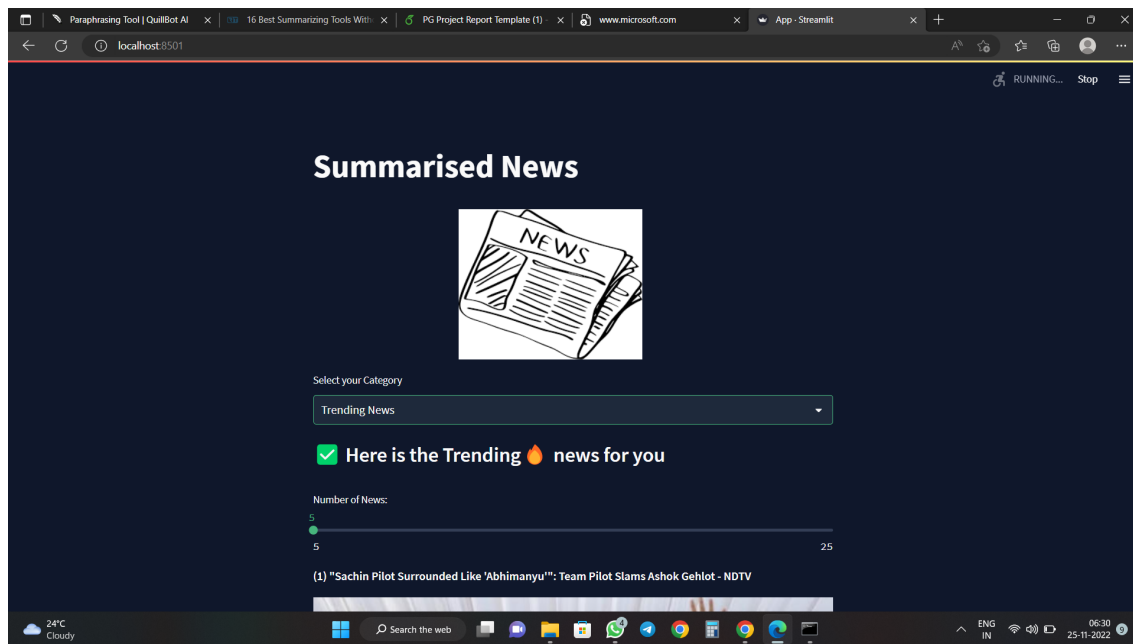 Paraphrasing Tool | QuillBot AI
16 Best Summarizing Tools With
PG Project Report Template (1) -
www.microsoft.com
App · Streamlit
localhost:8501
RUNNING...
Stop
Summarised News
NEWS
Select your Category
Trending News
Here is the Trending news for you
Number of News:
5
5
25
(1) "Sachin Pilot Surrounded Like 'Abhimanyu'": Team Pilot Slams Ashok Gehlot - NDTV
24°C
Cloudy
Search the web
4
ENG
IN
06:30
25-11-2022
9